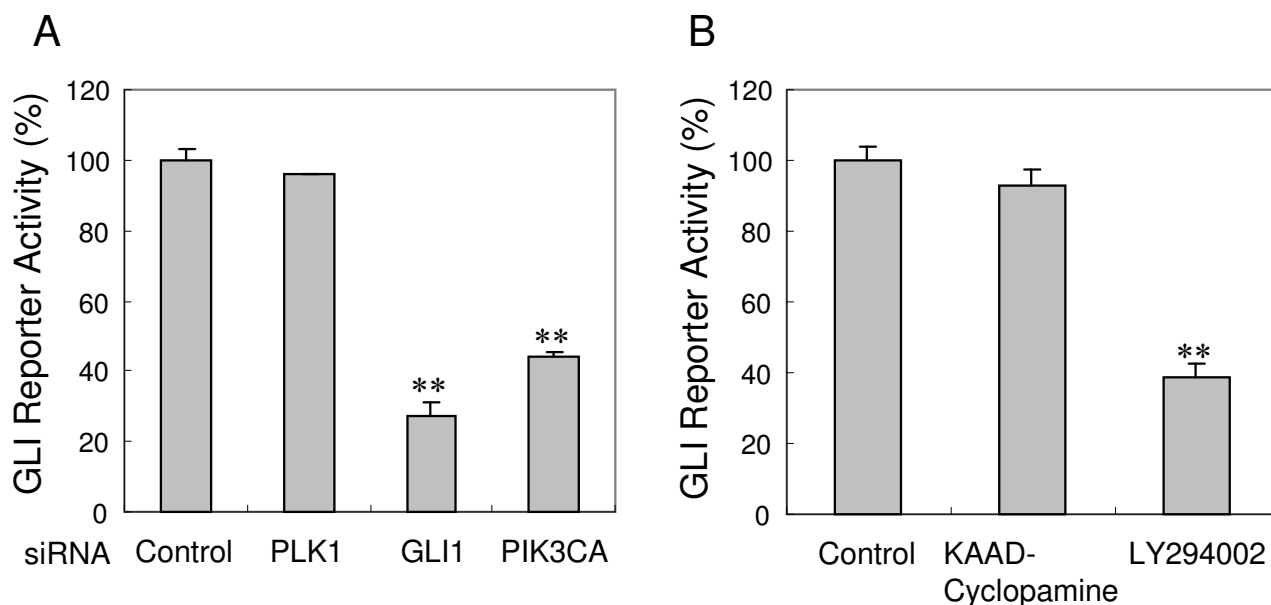 A
GLI Reporter Activity (%)
120
100
80
60
40
20
0
**
**
siRNA Control PLK1 GLI1 PIK3CA
B
GLI Reporter Activity (%)
120
100
80
60
40
20
0
**
Control KAAD- LY294002
Cyclopamine